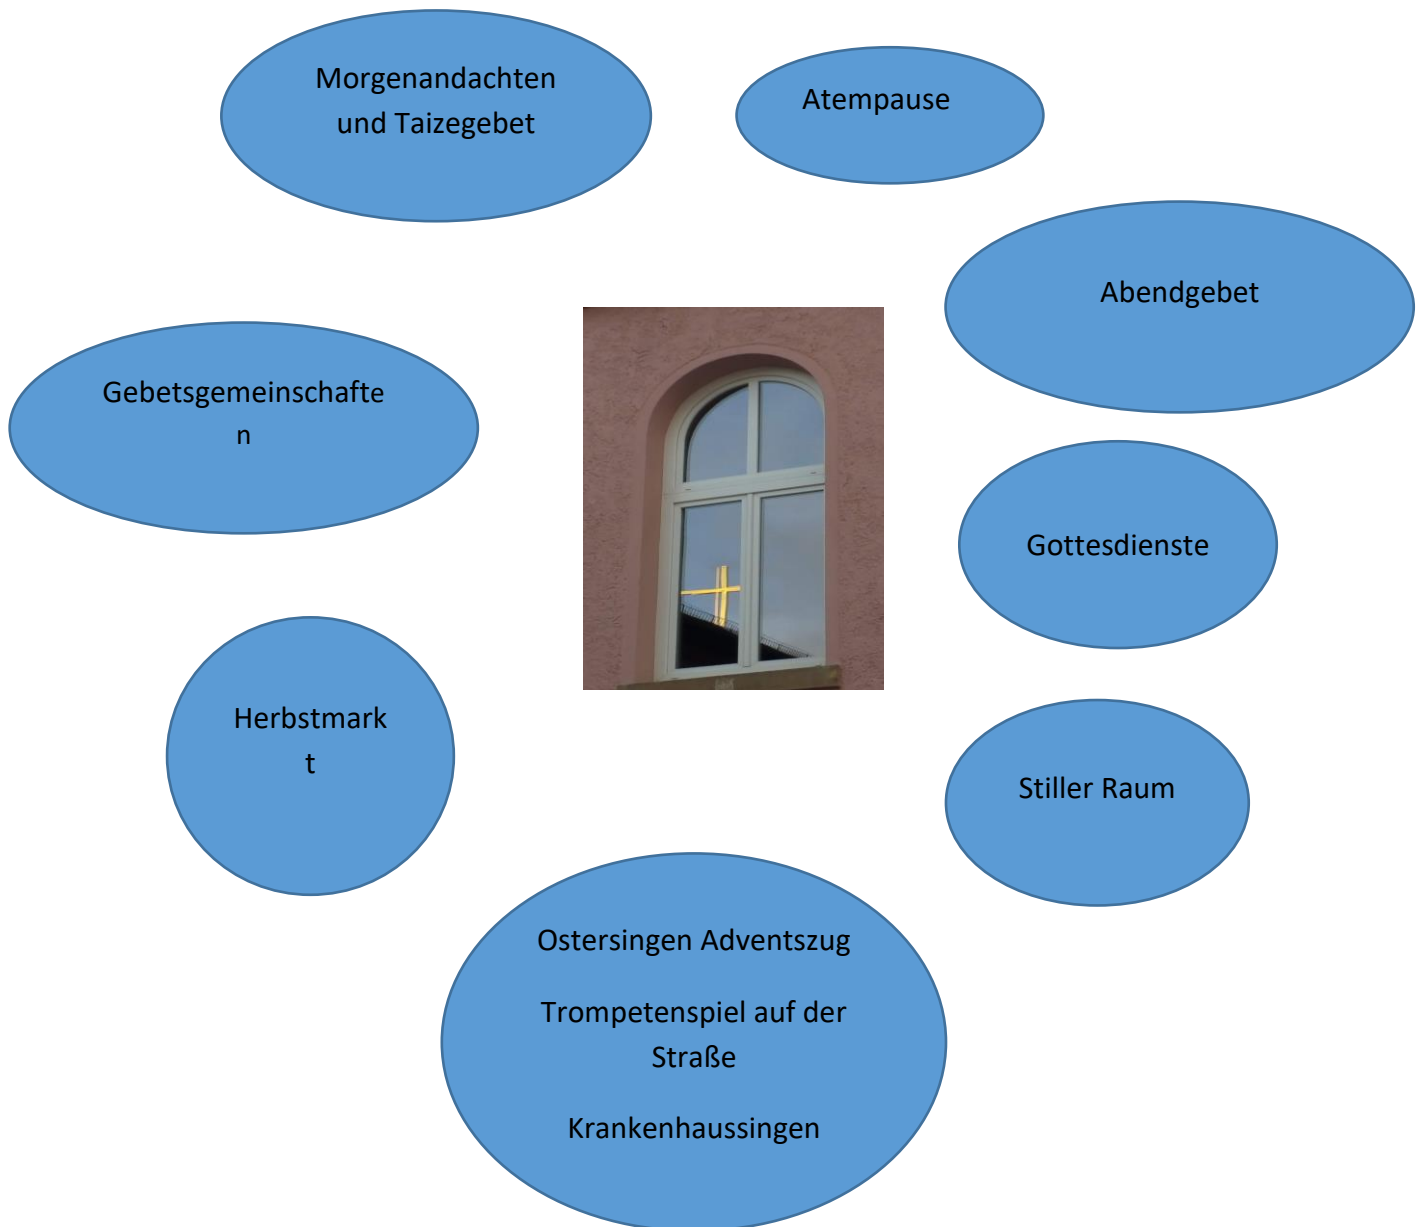 Morgenandachten
und Taizegebet
Atempause
Abendgebet
Gebetsgemeinschafte
n
Gottesdienste
Herbstmark
t
Stiller Raum
Ostersingen Adventszug
Trompetenspiel auf der
Straße
Krankenhaussingen